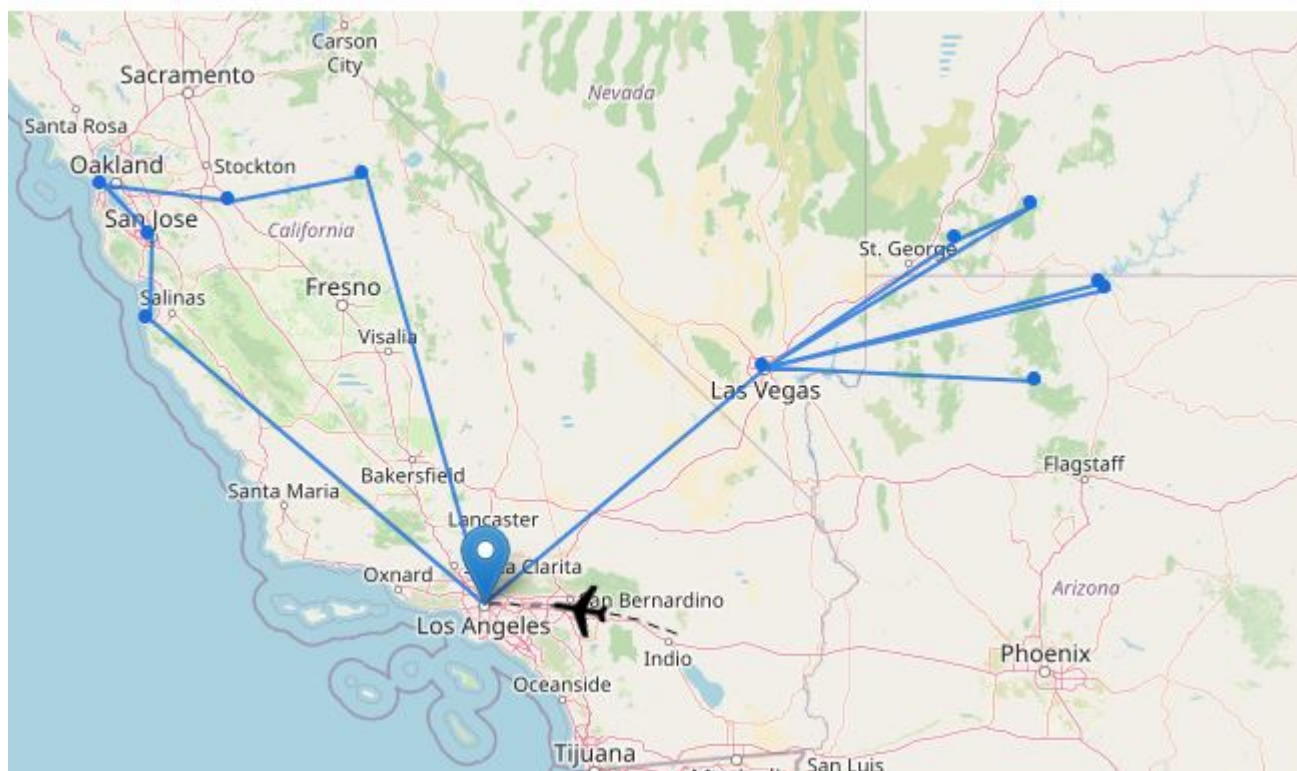 Carson
City
Sacramento
Nevada
Santa Rosa
Oakland
Stockton
San Jose
California
St. George
Fresno
Salinas
Visalia
Las Vegas
Bakersfield
Flagstaff
Santa Maria
Lancaster
Clarita
Oxnard
San Bernardino
Arizona
Los Angeles
Indio
Phoenix
Oceanside
Tijuana
San Luis